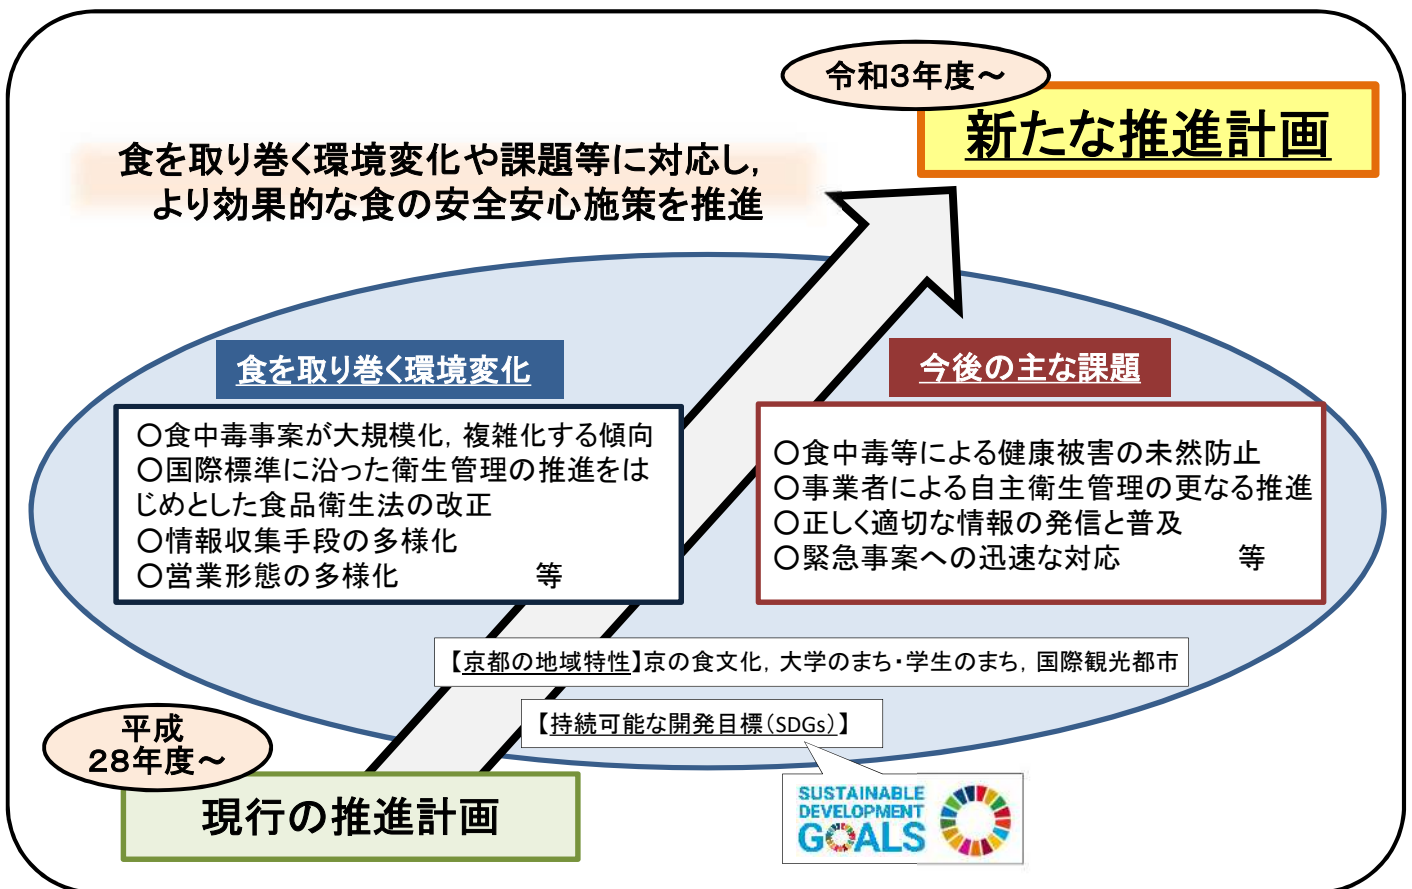 令和3年度～
新たな推進計画
食を取り巻く環境変化や課題等に対応し,
より効果的な食の安全安心施策を推進
食を取り巻く環境変化
○食中毒事案が大規模化, 複雑化する傾向
○国際標準に沿った衛生管理の推進をは
じめとした食品衛生法の改正
○情報収集手段の多様化
○営業形態の多様化 等
今後の主な課題
○食中毒等による健康被害の未然防止
○事業者による自主衛生管理の更なる推進
○正しく適切な情報の発信と普及
○緊急事案への迅速な対応 等
【京都の地域特性】京の食文化, 大学のまち・学生のまち, 国際観光都市
【持続可能な開発目標（SDGs）】
平成
28年度～
現行の推進計画
SUSTAINABLE
DEVELOPMENT
GOALS